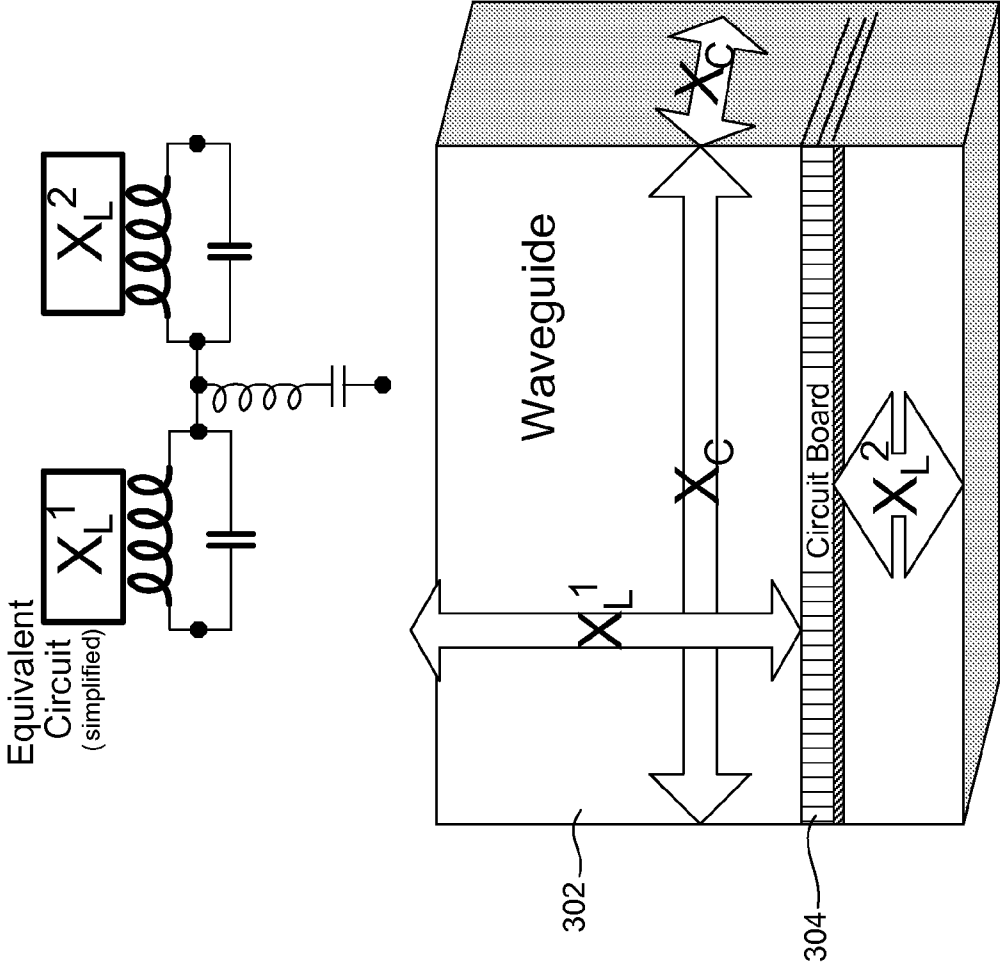 Equivalent
Circuit
(simplified)
X_L^1
X_L^2
Waveguide
X_L^1
X_C
X_C
Circuit Board
X_L^2
302
304